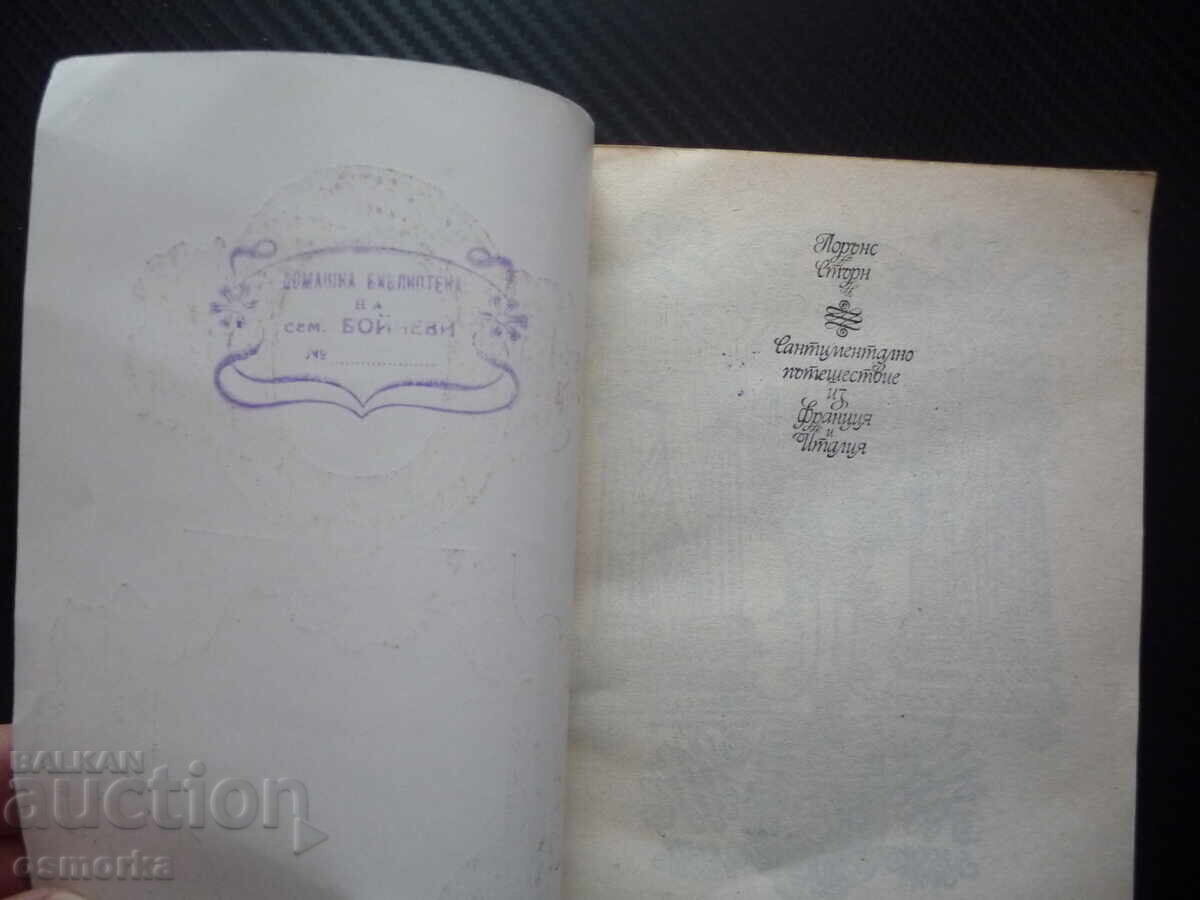 ДОМАШНА БИБЛИОТЕКА
НА
сем. БОЙЧЕВИ
№
Лорънс
Стърн
Сантиментално
пътешествие
из
Франция
и
Италия
BALKAN
auction
osmorka